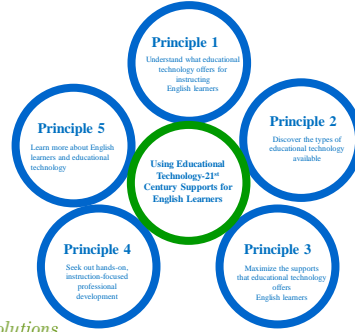 Principle 1
Understand what educational
technology offers for
instructing
English learners
Principle 2
Discover the types of
educational technology
available
Principle 5
Learn more about English
learners and educational
technology
Using Educational
Technology-21st
Century Supports for
English Learners
Principle 4
Seek out hands-on,
instruction-focused
professional
development
Principle 3
Maximize the supports
that educational technology
offers
English learners
olutions